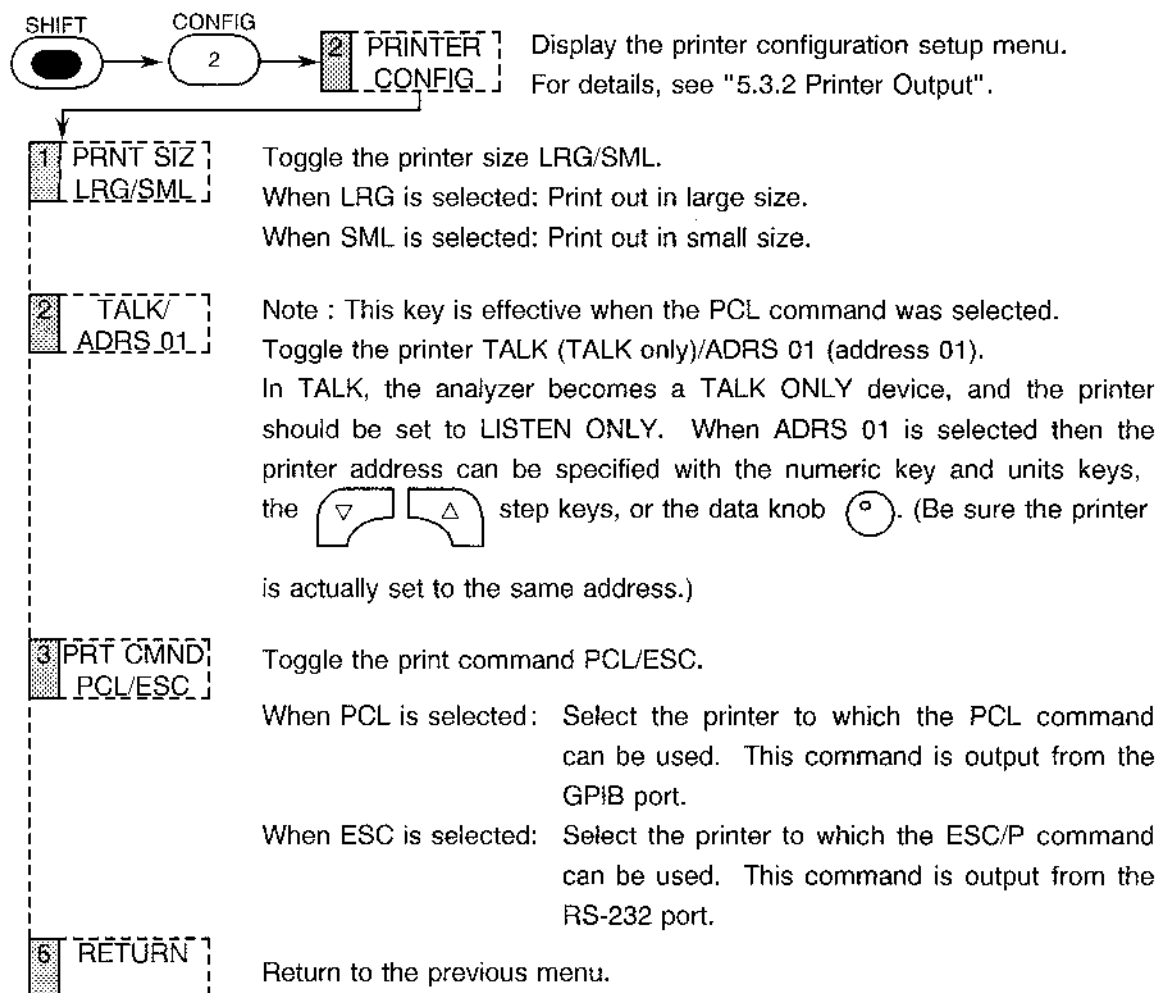 SHIFT CONFIG
2 2 PRINTER Display the printer configuration setup menu.
CONFIG For details, see "5.3.2 Printer Output".
1 PRNT SIZ Toggle the printer size LRG/SML.
LRG/SML When LRG is selected: Print out in large size.
When SML is selected: Print out in small size.
2 TALK/ Note : This key is effective when the PCL command was selected.
ADRS 01 Toggle the printer TALK (TALK only)/ADRS 01 (address 01).
In TALK, the analyzer becomes a TALK ONLY device, and the printer
should be set to LISTEN ONLY. When ADRS 01 is selected then the
printer address can be specified with the numeric key and units keys,
the ▽ △ step keys, or the data knob . (Be sure the printer
is actually set to the same address.)
3 PRT CMND Toggle the print command PCL/ESC.
PCL/ESC
When PCL is selected: Select the printer to which the PCL command
can be used. This command is output from the
GPIB port.
When ESC is selected: Select the printer to which the ESC/P command
can be used. This command is output from the
RS-232 port.
6 RETURN
Return to the previous menu.